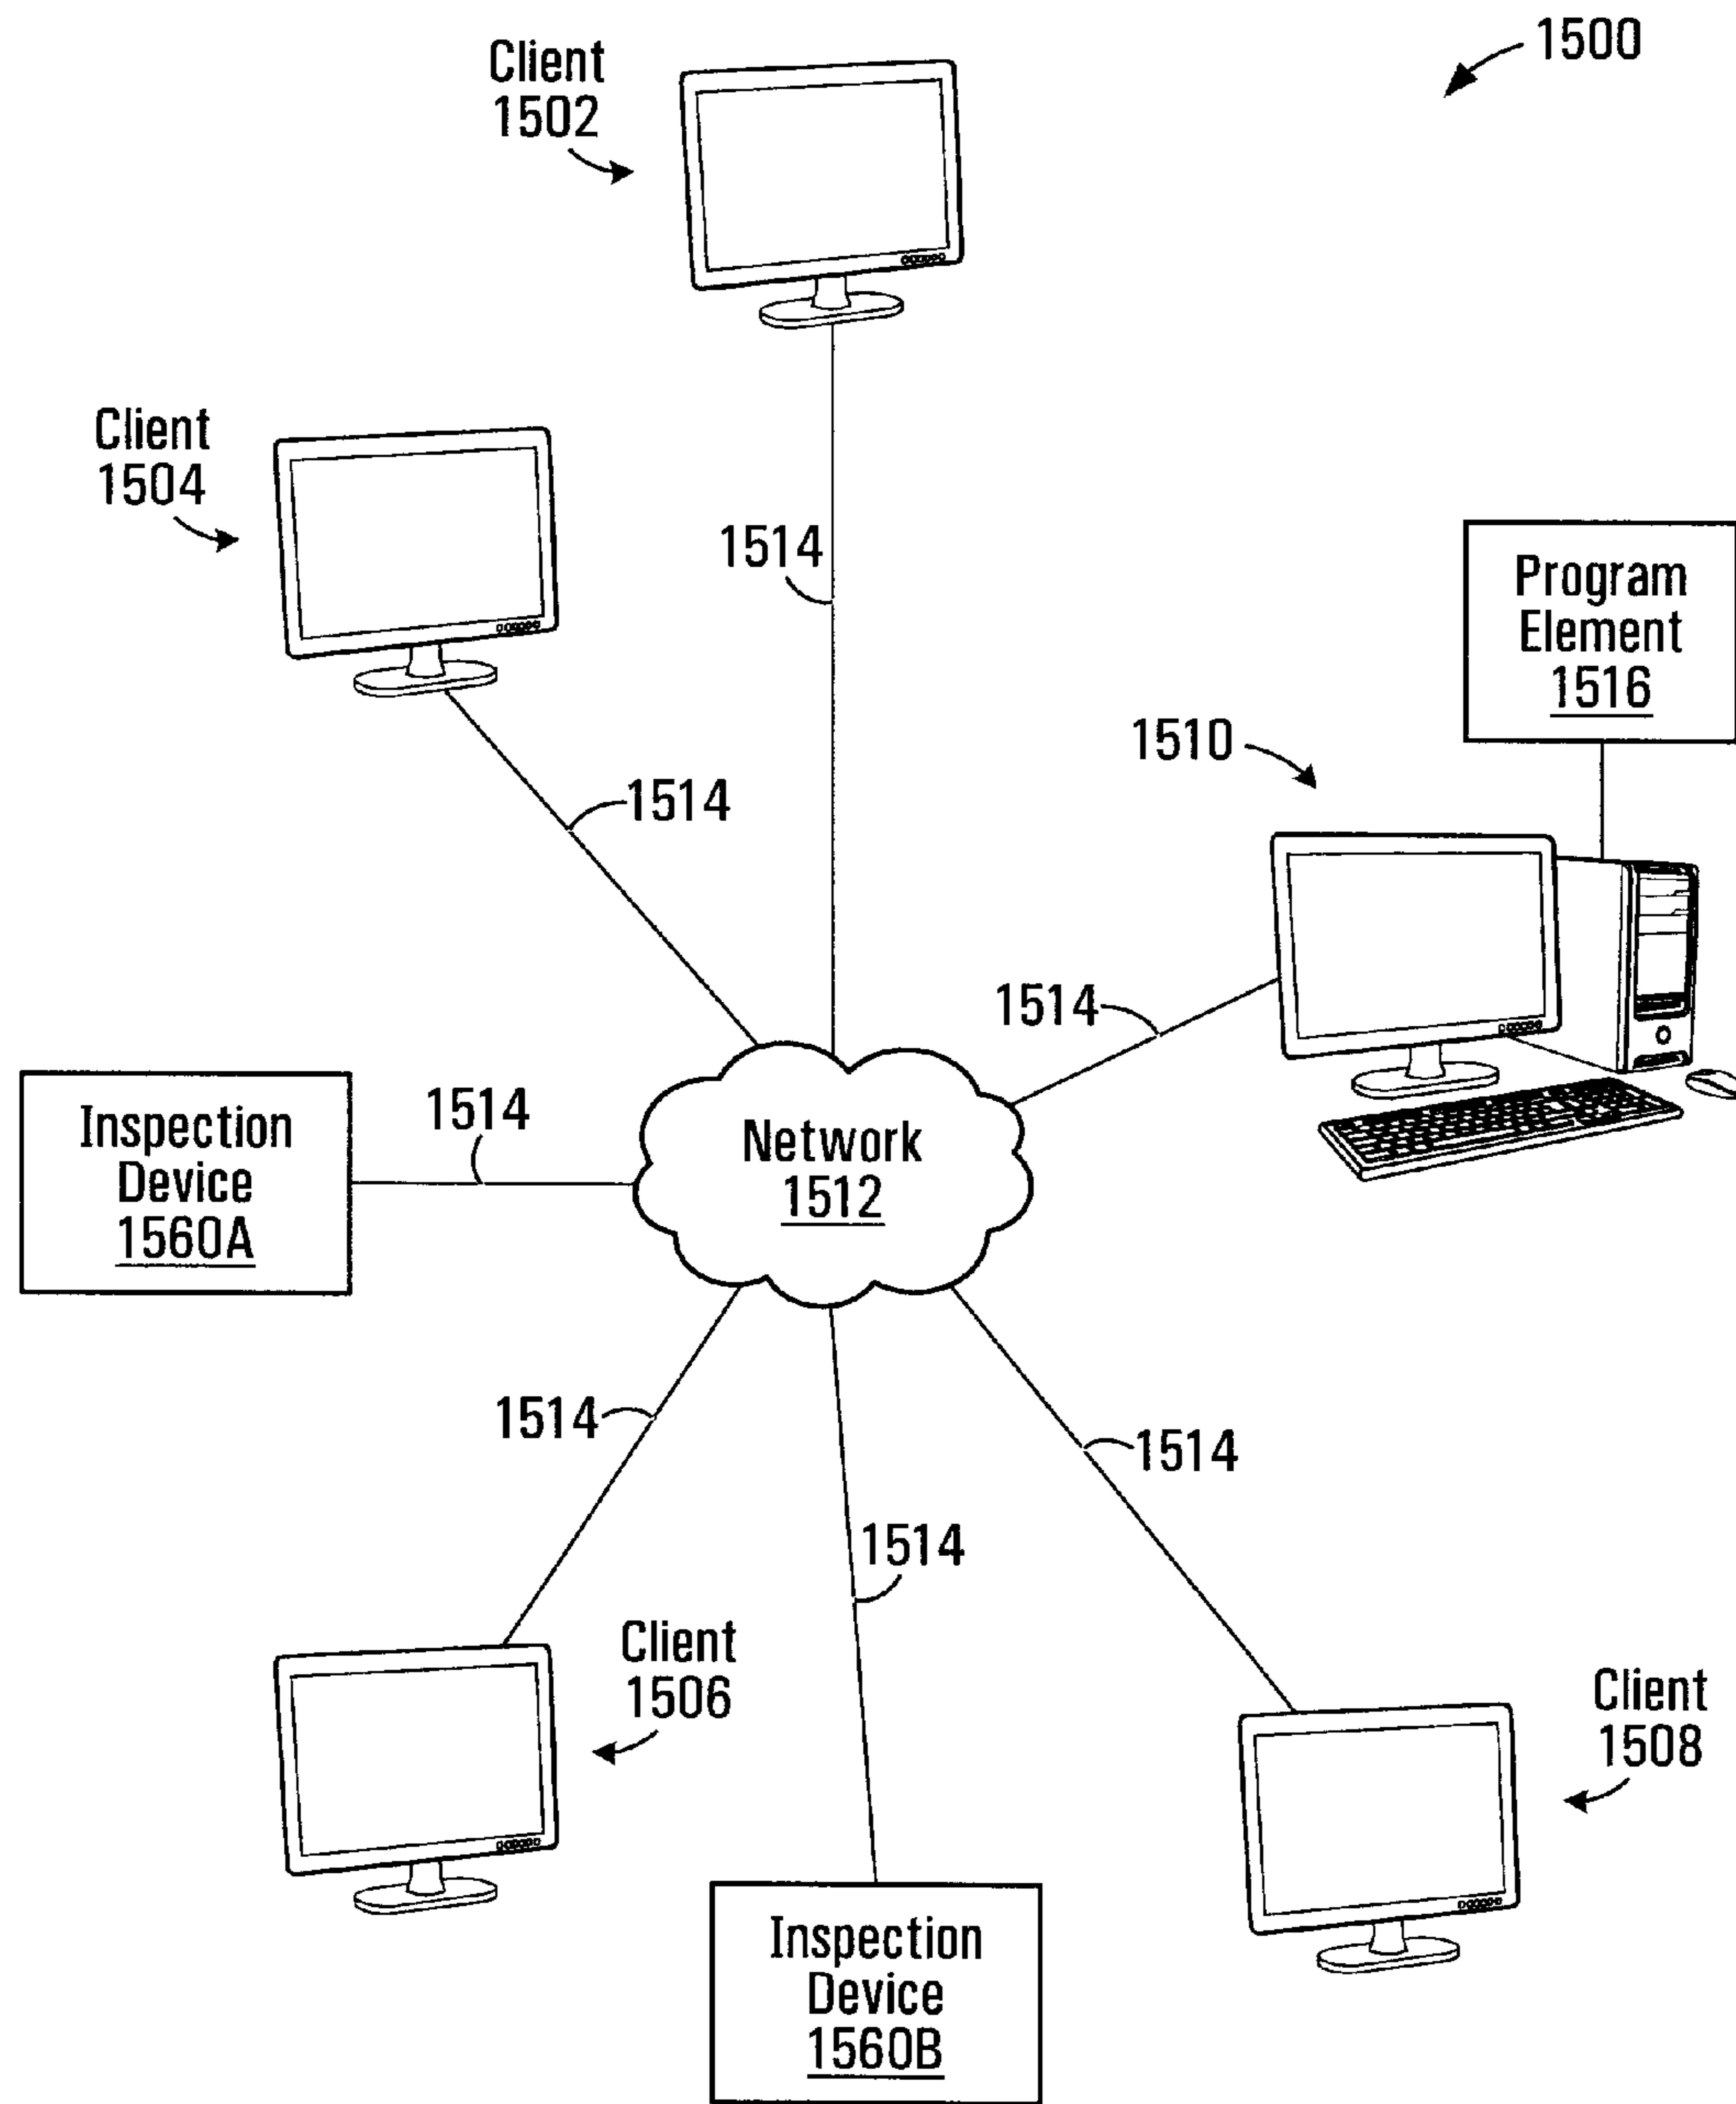 1500
Client
1502
Client
1504
1514
Program
Element
1516
1510
1514
1514
Inspection
Device
1560A
1514
Network
1512
1514
1514
1514
Client
1506
Client
1508
Inspection
Device
1560B